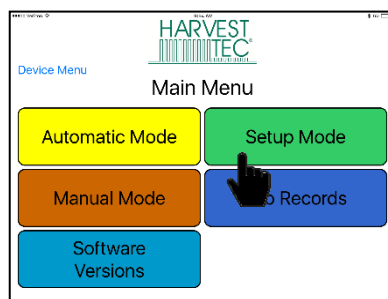 HARVEST
TEC
Device Menu
Main Menu
Automatic Mode
Setup Mode
Manual Mode
Records
Software
Versions